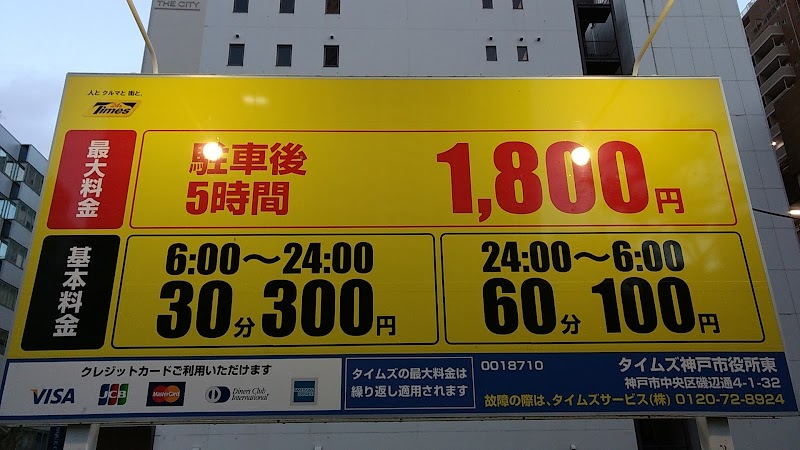 THE CITY
人と クルマと 街と、
Times
最大料金
駐車後
5時間
1,800円
基本料金
6:00～24:00
30分 300円
24:00～6:00
60分 100円
クレジットカードご利用いただけます
VISA
JCB
MasterCard
Diners Club
International
AMERICAN EXPRESS
タイムズの最大料金は
繰り返し適用されます
0018710
タイムズ神戸市役所東
神戸市中央区磯辺通4-1-32
故障の際は、タイムズサービス(株) 0120-72-8924